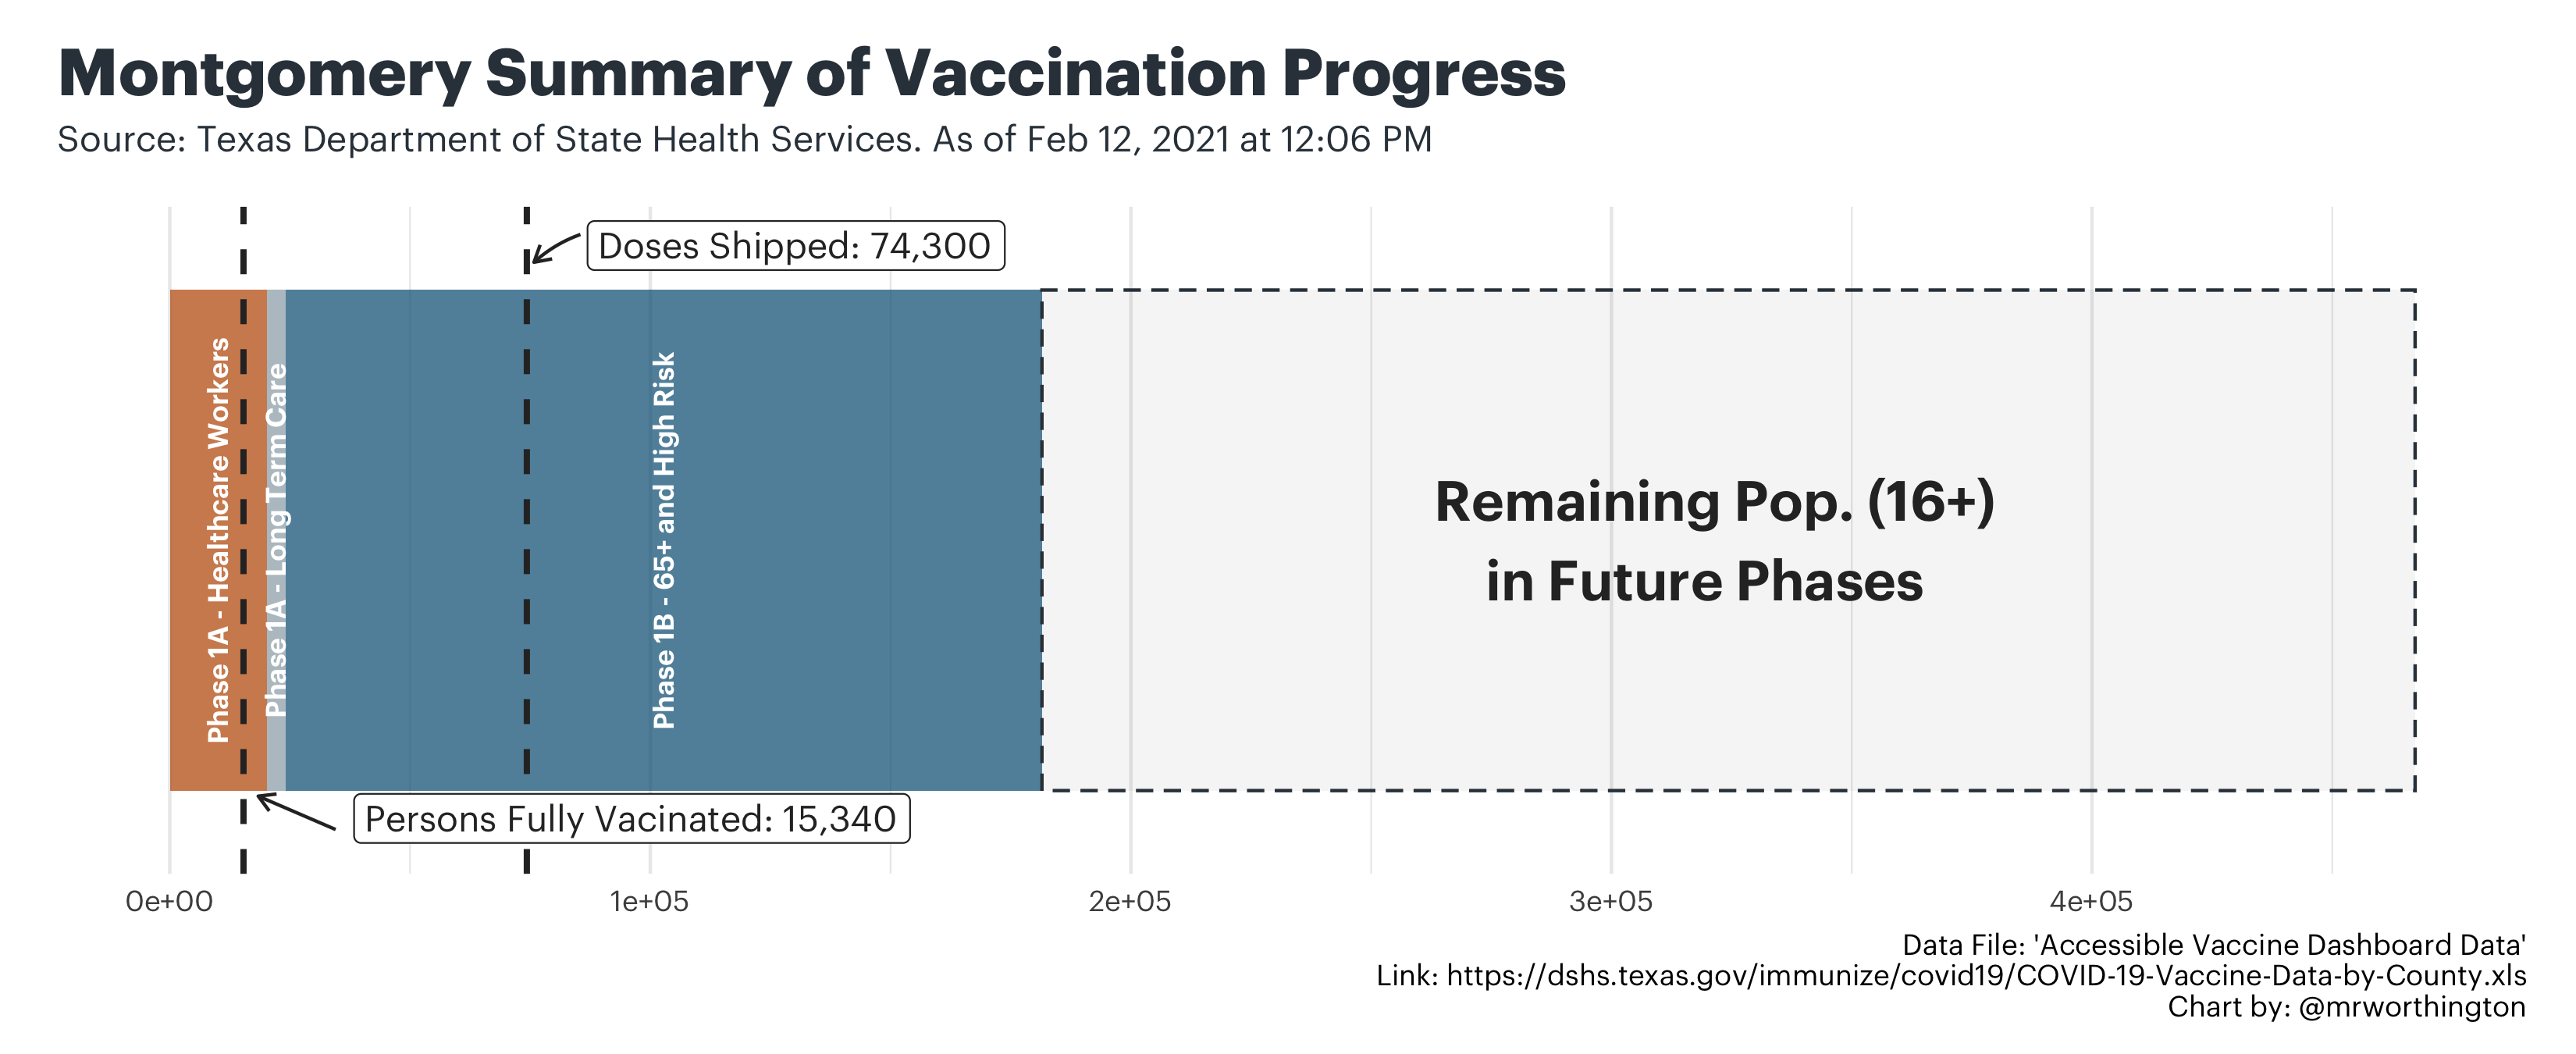 Montgomery Summary of Vaccination Progress
Source: Texas Department of State Health Services. As of Feb 12, 2021 at 12:06 PM
Doses Shipped: 74,300
Phase 1A - Healthcare Workers
Phase 1A - Long Term Care
Phase 1B - 65+ and High Risk
Remaining Pop. (16+)
in Future Phases
Persons Fully Vacinated: 15,340
0e+00 1e+05 2e+05 3e+05 4e+05
Data File: 'Accessible Vaccine Dashboard Data'
Link: https://dshs.texas.gov/immunize/covid19/COVID-19-Vaccine-Data-by-County.xls
Chart by: @mrworthington